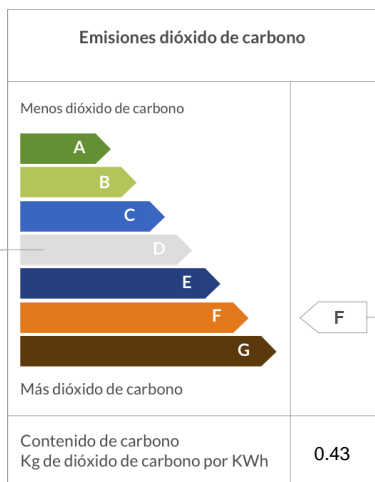 Emisiones dióxido de carbono
Menos dióxido de carbono
A
B
C
D
E
F
F
G
Más dióxido de carbono
Contenido de carbono
Kg de dióxido de carbono por KWh
0.43